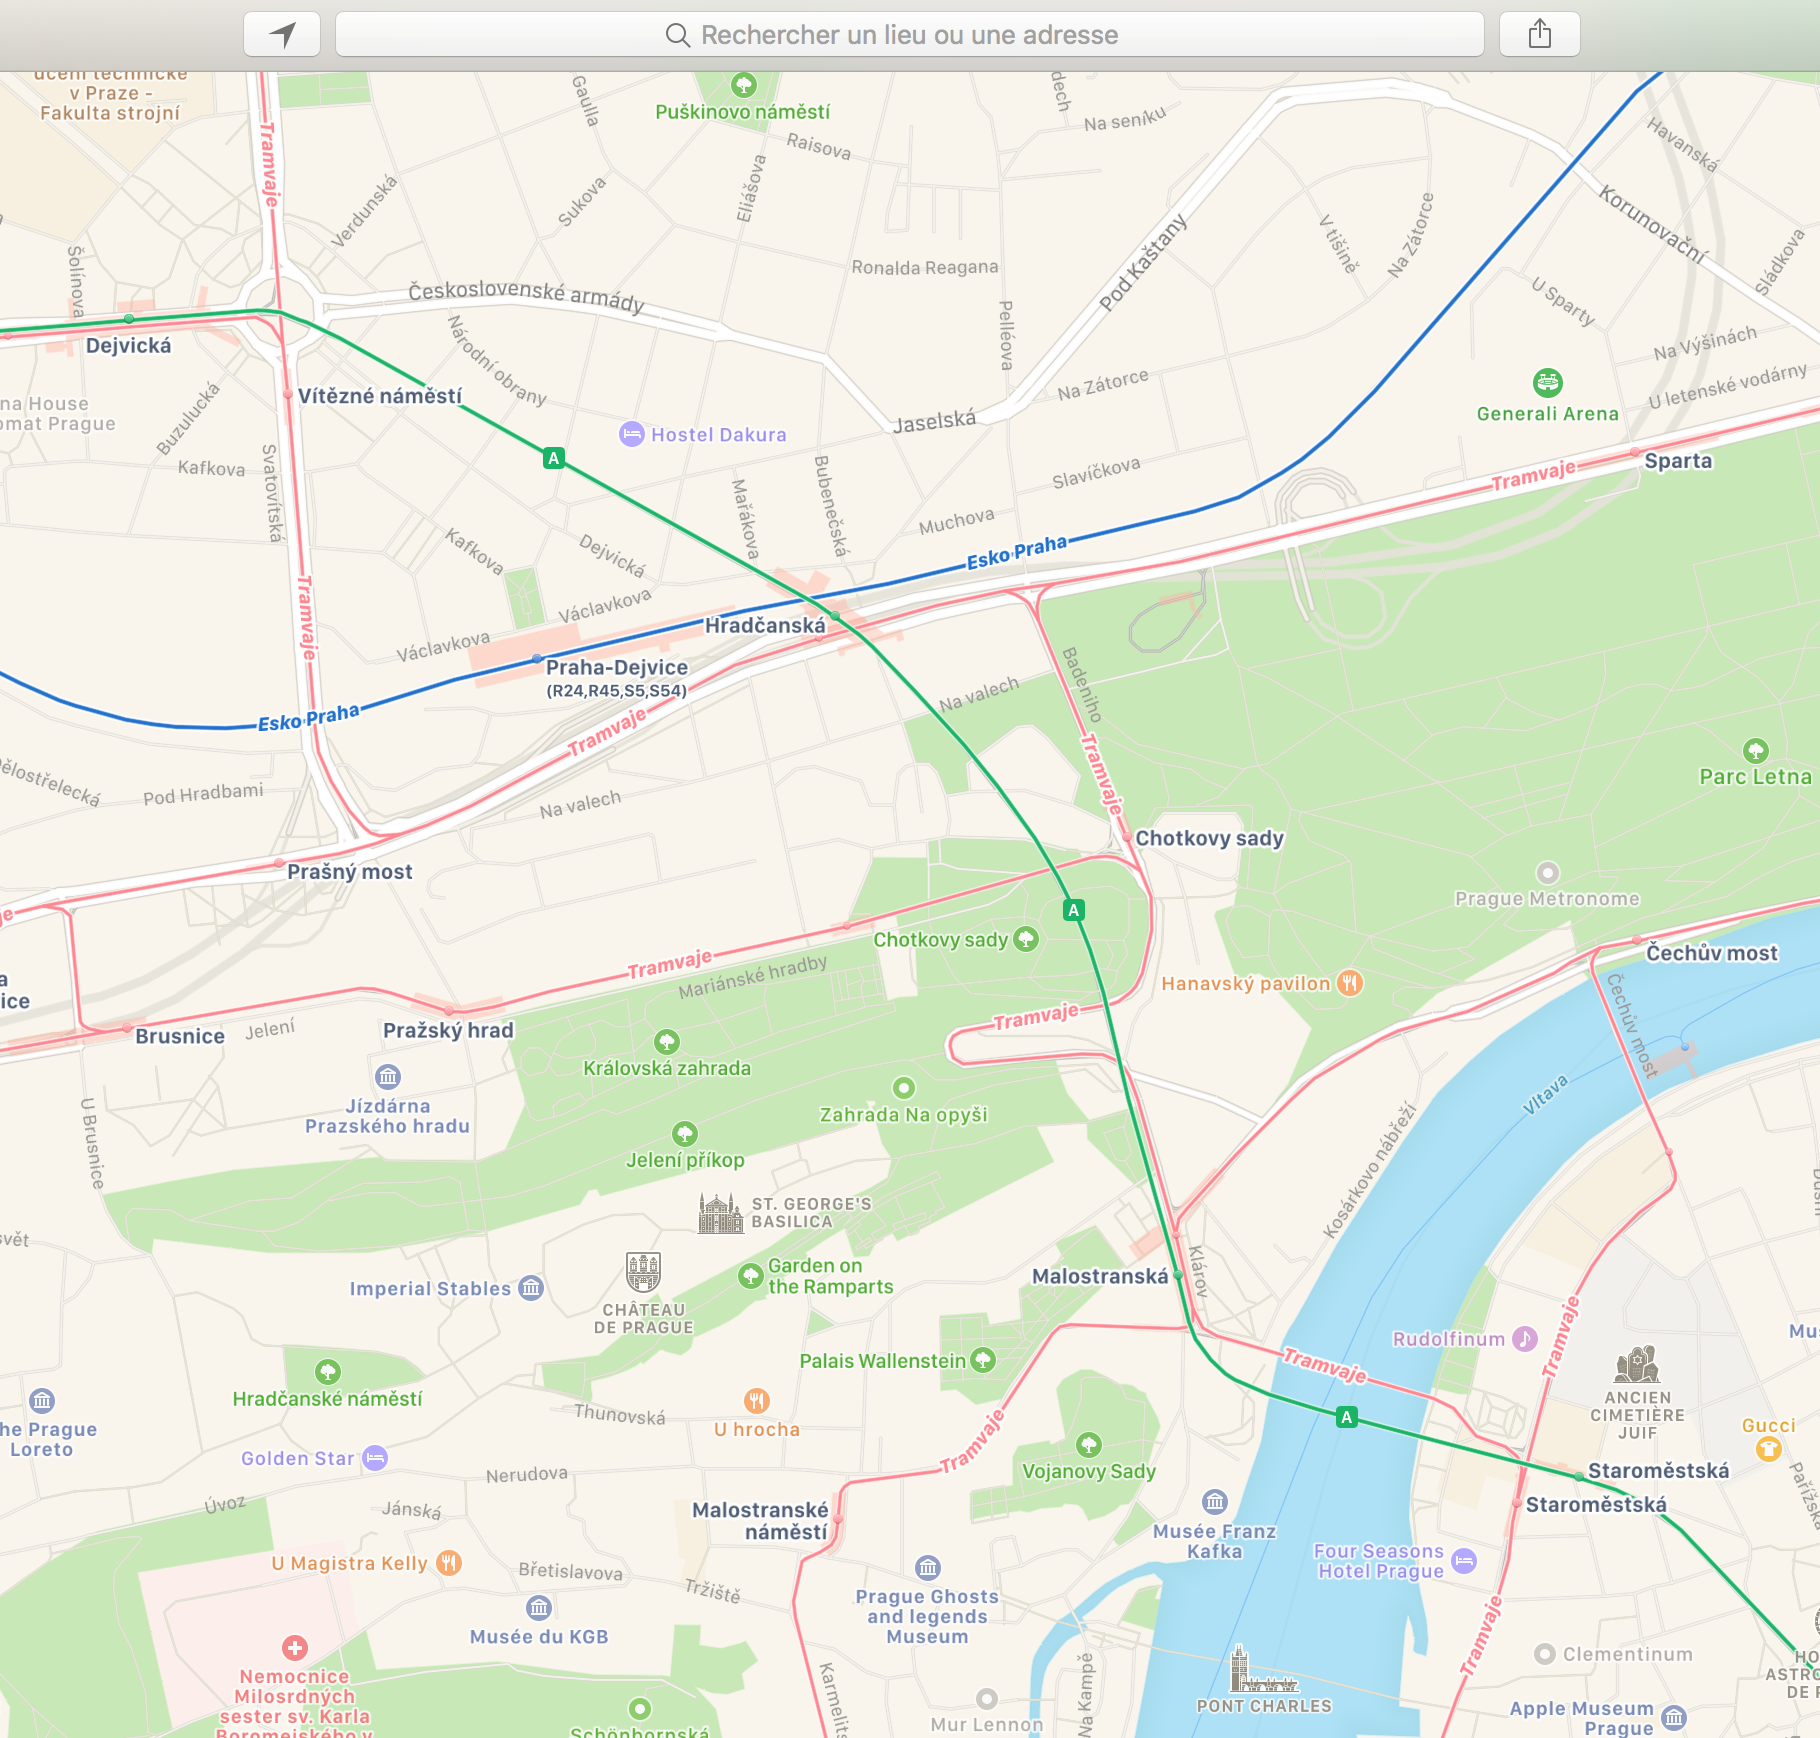 Rechercher un lieu ou une adresse
učení technické
v Praze -
Fakulta strojní
Tramvaje
Gaulla
Puškinovo náměstí
Raisova
Na seníku
Havanská
Verdunská
Sukova
Eliášova
Šolínova
Československé armády
Ronalda Reagana
Pelléova
Pod Kaštany
V tišině
Na Zátorce
Korunovační
Sládkova
U Sparty
Na Výšinách
U letenské vodárny
Dejvická
Vítězné náměstí
Národní obrany
Na Zátorce
Generali Arena
na House
omat Prague
Buzulucká
Kafkova
Svatovítská
A
Hostel Dakura
Jaselská
Slavíčkova
Muchova
Mařákova
Bubenečská
Tramvaje
Sparta
Kafkova
Dejvická
Esko Praha
Tramvaje
Václavkova
Václavkova
Hradčanská
Praha-Dejvice
(R24,R45,S5,S54)
Esko Praha
Tramvaje
Na valech
Badeniho
Tramvaje
Parc Letna
Pod Hradbami
Na valech
Chotkovy sady
Prašný most
Prague Metronome
A
Chotkovy sady
Tramvaje
Mariánské hradby
Hanavský pavilon
Čechův most
Čechův most
Brusnice
Jelení
Pražský hrad
Tramvaje
Královská zahrada
Jízdárna
Prazského hradu
Zahrada Na opyši
U Brusnice
Jelení příkop
Vltava
Kosárkovo nábřeží
ST. GEORGE'S
BASILICA
Garden on
the Ramparts
Imperial Stables
CHÂTEAU
DE PRAGUE
Malostranská
Klárov
Tramvaje
Rudolfinum
Tramvaje
Palais Wallenstein
Hradčanské náměstí
he Prague
Loreto
Thunovská
U hrocha
Tramvaje
A
ANCIEN
CIMETIÈRE
JUIF
Gucci
Golden Star
Nerudova
Vojanovy Sady
Staroměstská
Staroměstská
Pařížská
Úvoz
Jánská
Malostranské
náměstí
Musée Franz
Kafka
U Magistra Kelly
Břetislavova
Tržiště
Four Seasons
Hotel Prague
Musée du KGB
Prague Ghosts
and legends
Museum
Tramvaje
Clementinum
Nemocnice
Milosrdných
sester sv. Karla
Boromejského v
Karmelits
Schönbornská
Mur Lennon
Na Kampě
PONT CHARLES
Apple Museum
Prague